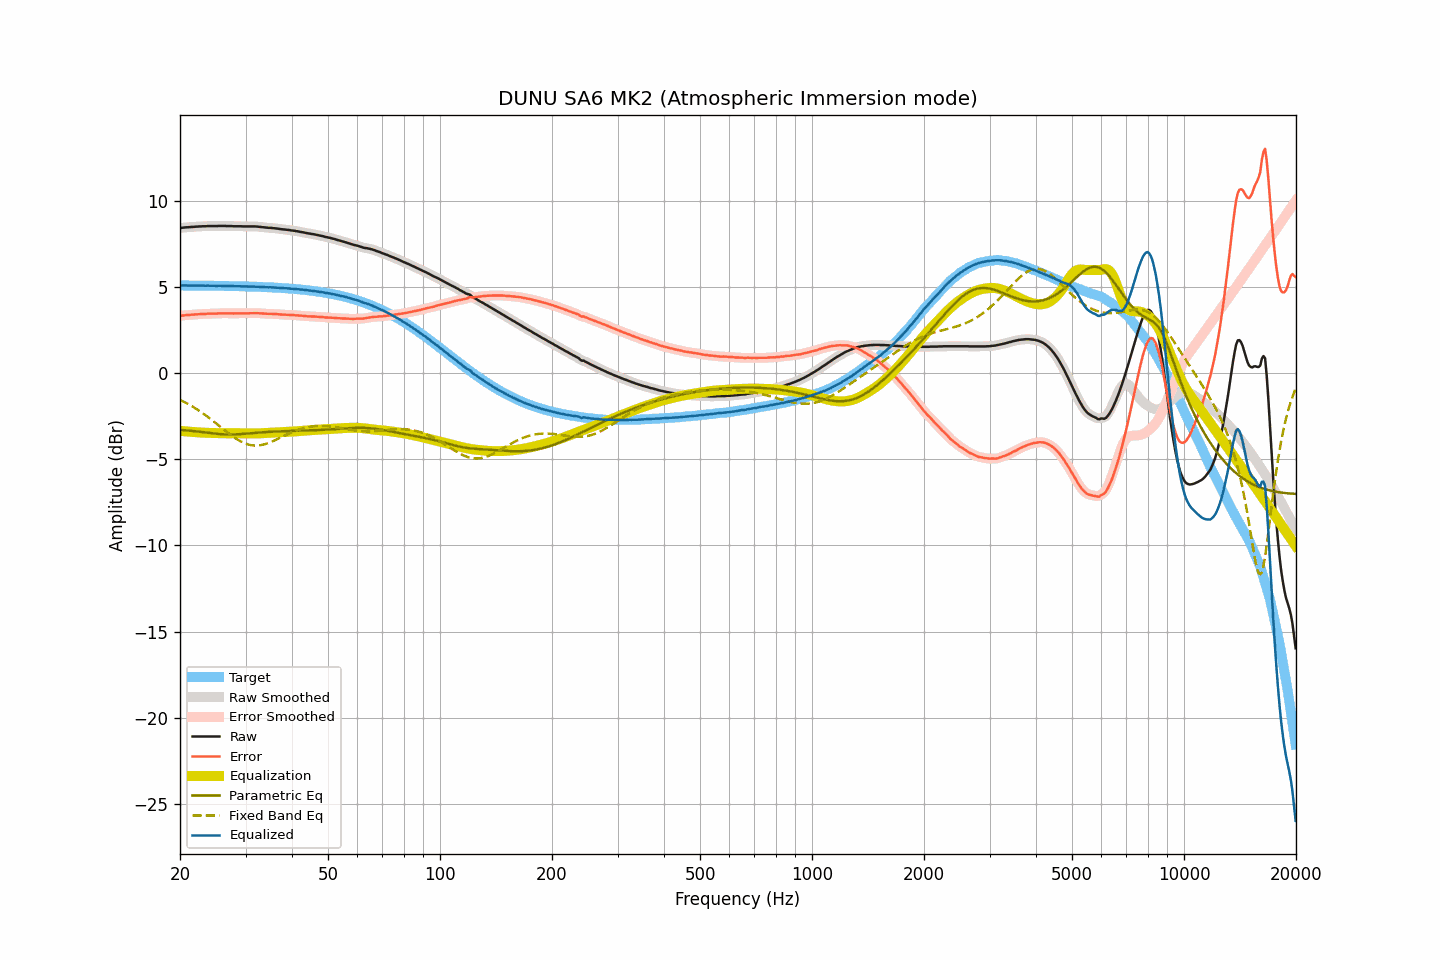 DUNU SA6 MK2 (Atmospheric Immersion mode)
Amplitude (dBr)
10
5
0
−5
−10
−15
−20
−25
Target
Raw Smoothed
Error Smoothed
Raw
Error
Equalization
Parametric Eq
Fixed Band Eq
Equalized
20 50 100 200 500 1000 2000 5000 10000 20000
Frequency (Hz)